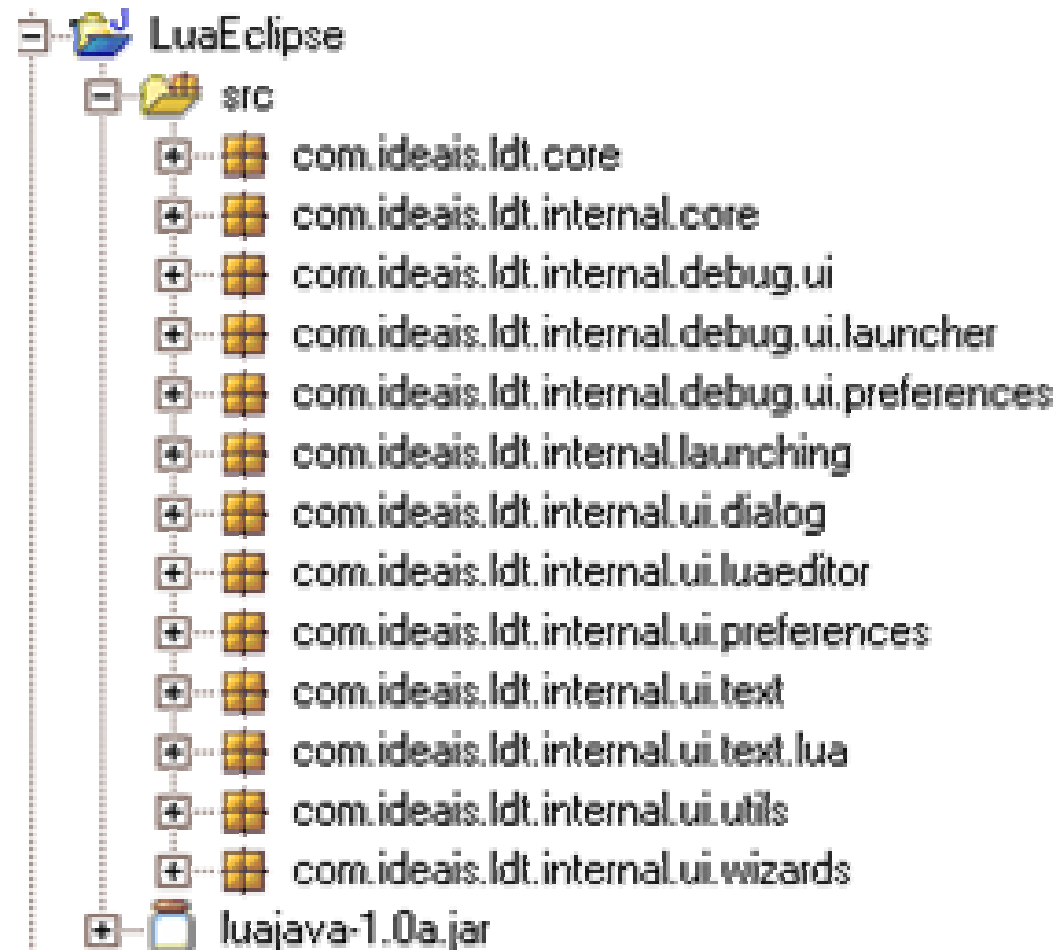 LuaEclipse
src
com.ideais.ldt.core
com.ideais.ldt.internal.core
com.ideais.ldt.internal.debug.ui
com.ideais.ldt.internal.debug.ui.launcher
com.ideais.ldt.internal.debug.ui.preferences
com.ideais.ldt.internal.launching
com.ideais.ldt.internal.ui.dialog
com.ideais.ldt.internal.ui.luaeditor
com.ideais.ldt.internal.ui.preferences
com.ideais.ldt.internal.ui.text
com.ideais.ldt.internal.ui.text.lua
com.ideais.ldt.internal.ui.utils
com.ideais.ldt.internal.ui.wizards
luajava-1.0a.jar